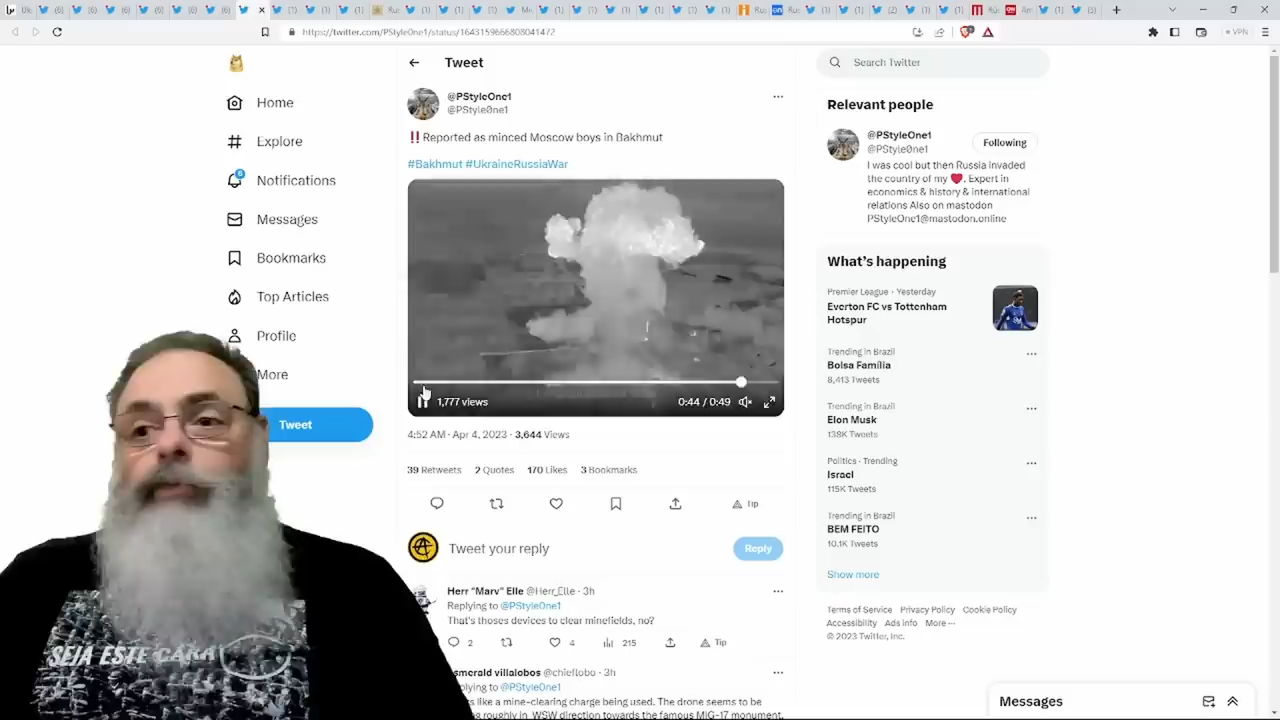 https://twitter.com/PStyle0ne1/status/1643159666808041472
VPN
Home
Explore
Notifications
Messages
Bookmarks
Top Articles
Profile
More
Tweet
Tweet
@PStyleOne1
@PStyle0ne1
‼️Reported as minced Moscow boys in Bakhmut
#Bakhmut #UkraineRussiaWar
1,777 views
0:44 / 0:49
4:52 AM · Apr 4, 2023 · 3,644 Views
39 Retweets 2 Quotes 170 Likes 3 Bookmarks
Tip
Tweet your reply
Reply
Herr "Marv" Elle @Herr_Elle · 3h
Replying to @PStyle0ne1
That's thoses devices to clear minefields, no?
2 4 215 Tip
smerald villalobos @chieflobo · 3h
plying to @PStyle0ne1
s like a mine-clearing charge being used. The drone seems to be
roughly in WSW direction towards the famous MiG-17 monument.
Search Twitter
Relevant people
@PStyleOne1
@PStyle0ne1
Following
I was cool but then Russia invaded
the country of my ❤️. Expert in
economics & history & international
relations Also on mastodon
PStyleOne1@mastodon.online
What's happening
Premier League · Yesterday
Everton FC vs Tottenham
Hotspur
Trending in Brazil
Bolsa Família
8,413 Tweets
Trending in Brazil
Elon Musk
138K Tweets
Politics · Trending
Israel
115K Tweets
Trending in Brazil
BEM FEITO
10.1K Tweets
Show more
Terms of Service Privacy Policy Cookie Policy
Accessibility Ads info More ···
© 2023 Twitter, Inc.
Messages
SEJA ESTE CARA